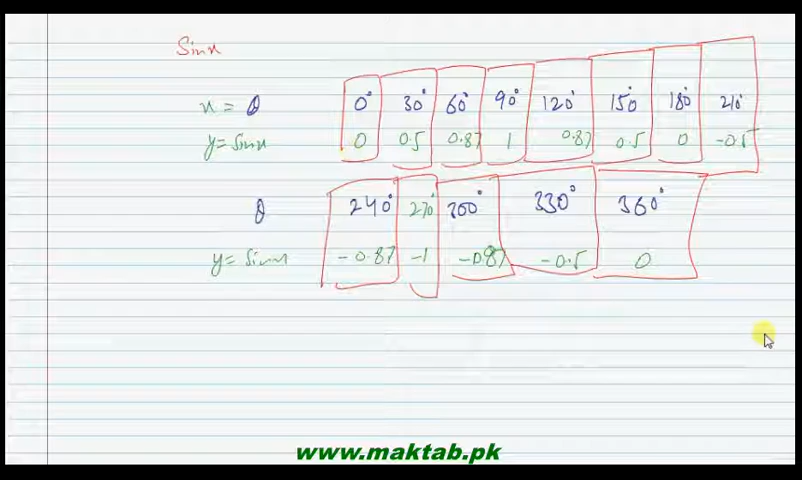 Sinx
x = θ 0° 30° 60° 90° 120° 150° 180° 210°
y = Sinx 0 0.5 0.87 1 0.87 0.5 0 -0.5
θ 240° 270° 300° 330° 360°
y = Sinx -0.87 -1 -0.87 -0.5 0
www.maktab.pk